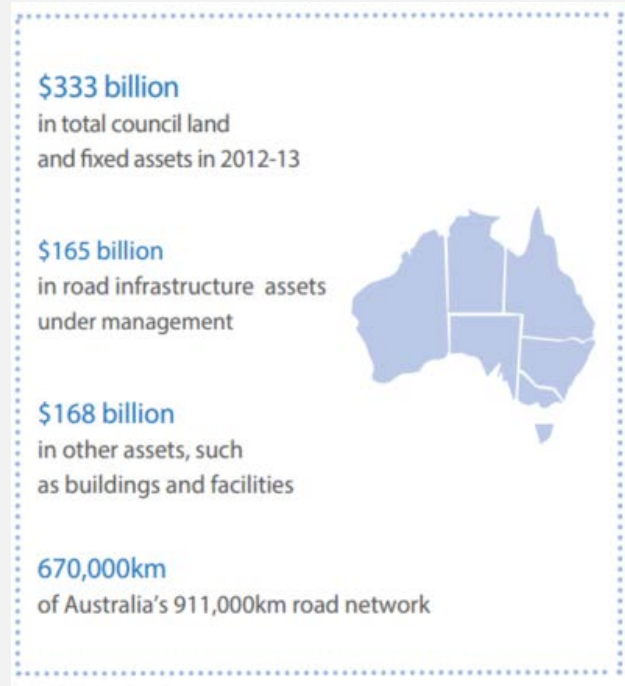 $333 billion
in total council land
and fixed assets in 2012-13
$165 billion
in road infrastructure assets
under management
$168 billion
in other assets, such
as buildings and facilities
670,000km
of Australia's 911,000km road network